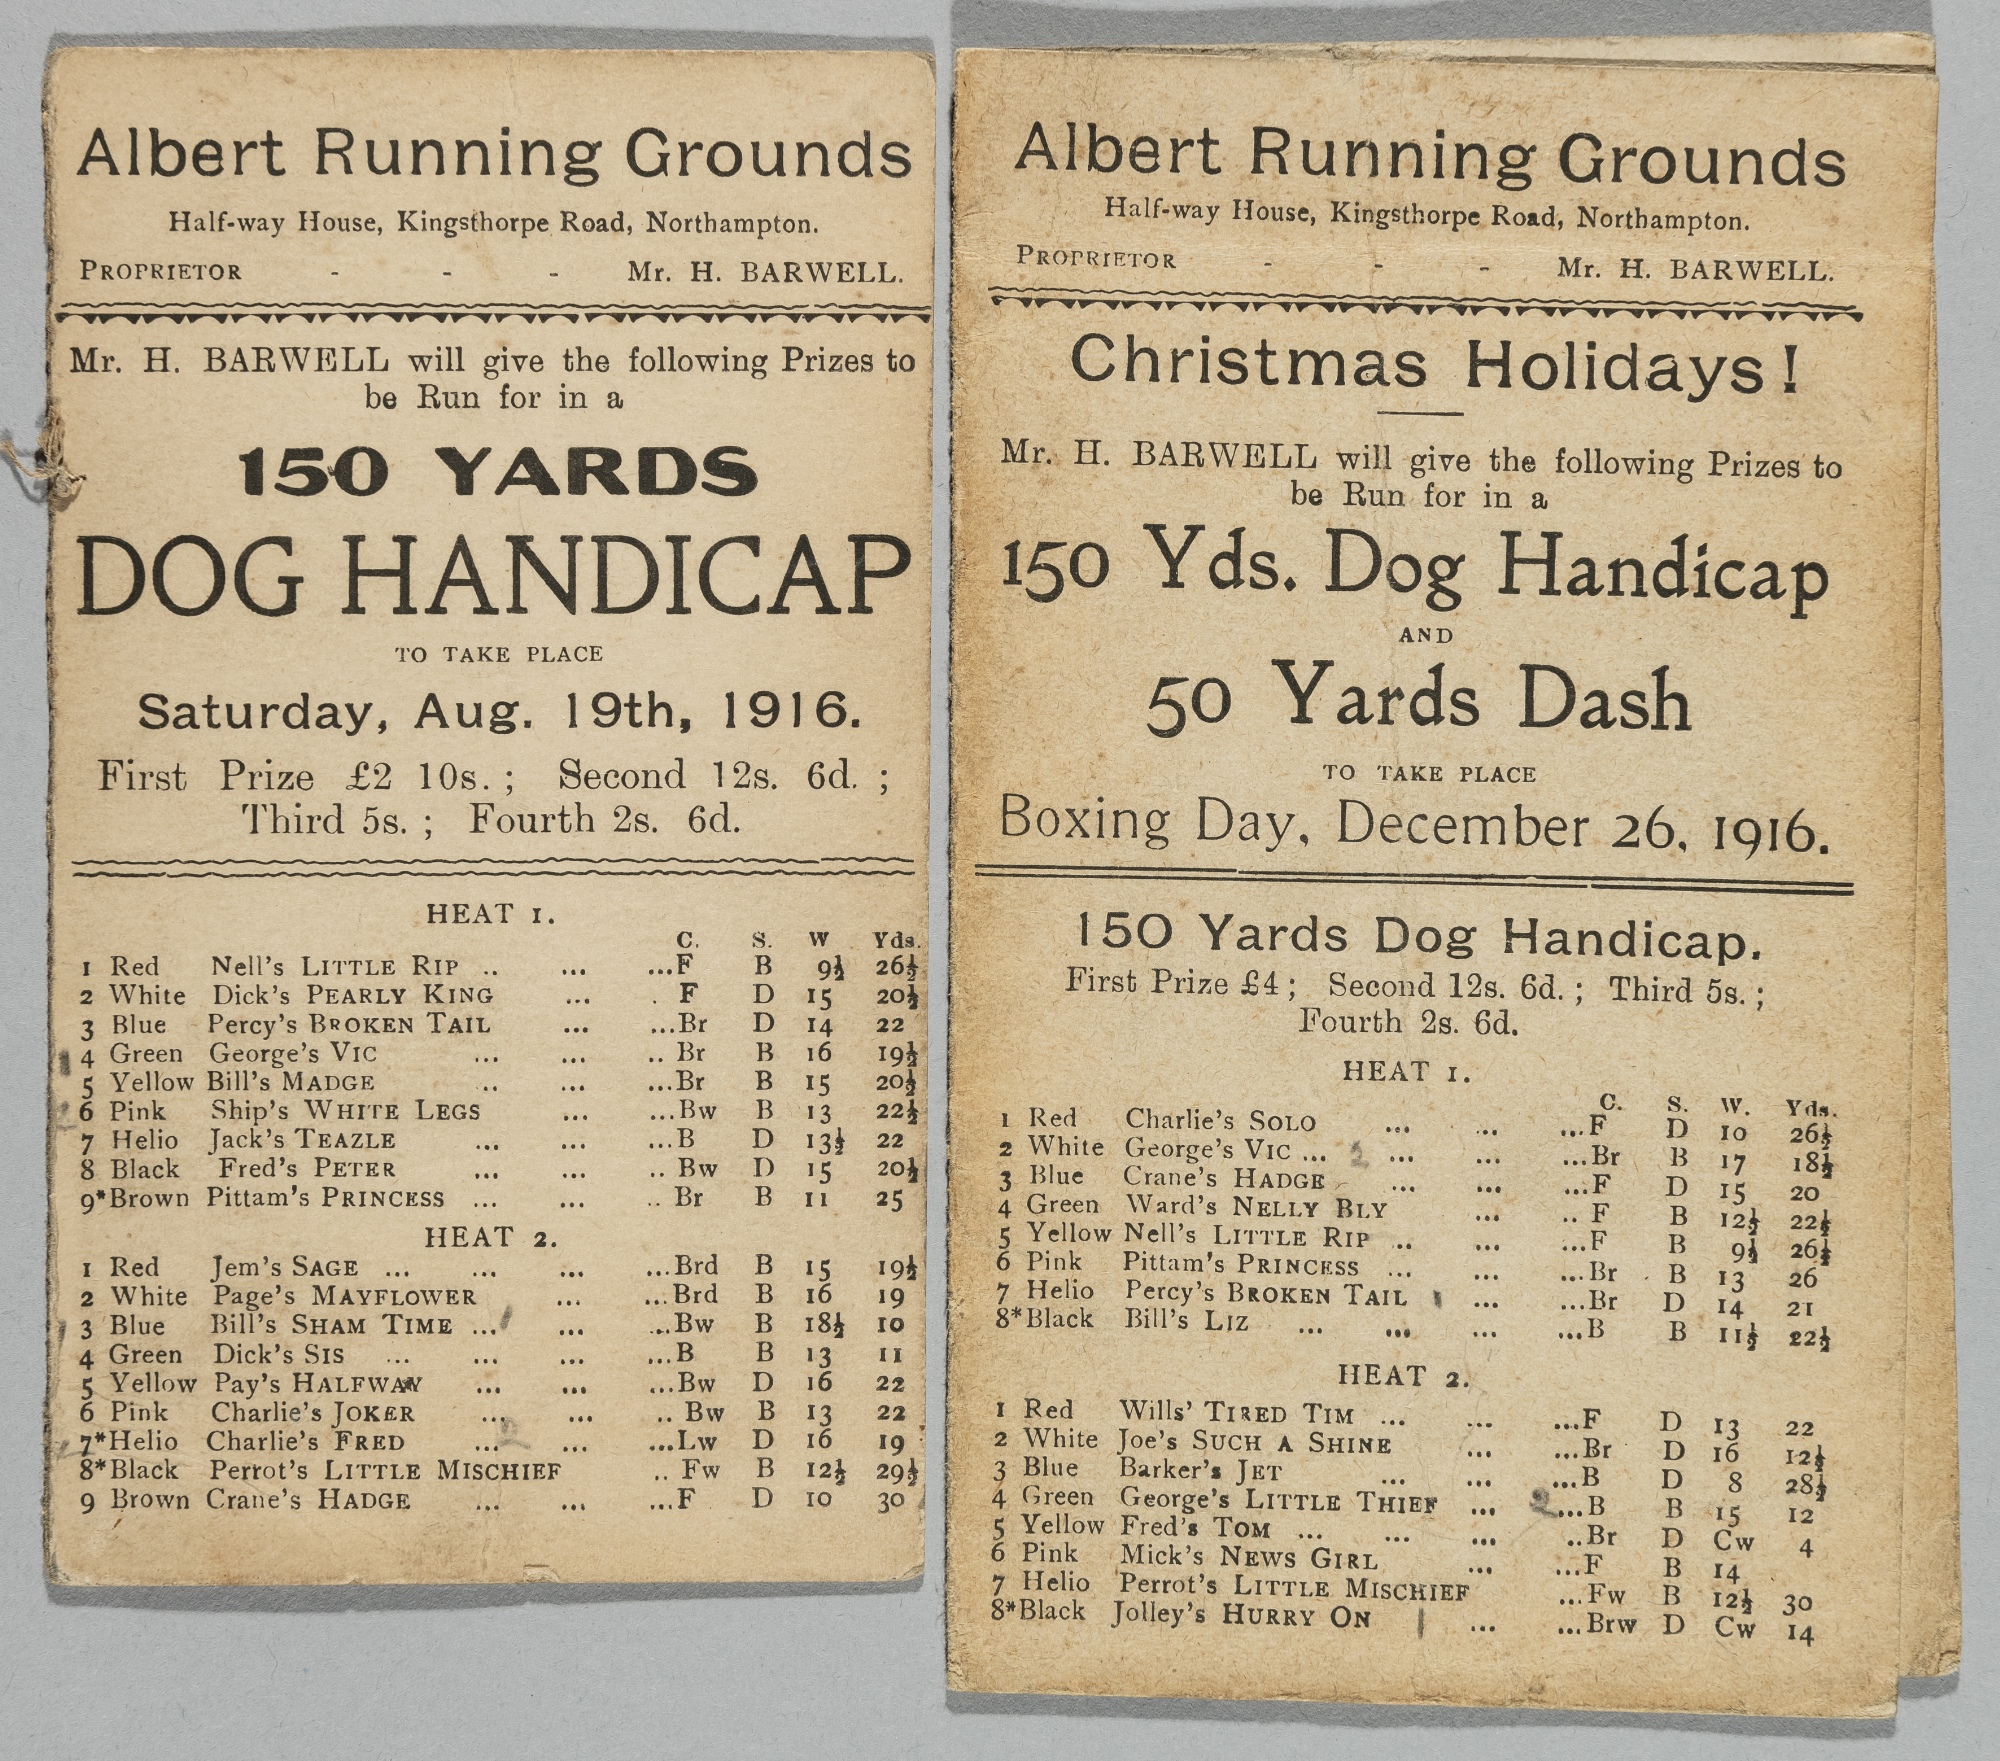 Albert Running Grounds
Half-way House, Kingsthorpe Road, Northampton.
PROPRIETOR - - - Mr. H. BARWELL.
Mr. H. BARWELL will give the following Prizes to
be Run for in a
150 YARDS
DOG HANDICAP
TO TAKE PLACE
Saturday, Aug. 19th, 1916.
First Prize £2 10s. ; Second 12s. 6d. ;
Third 5s. ; Fourth 2s. 6d.
HEAT 1.
C. S. W Yds.
1 Red Nell's LITTLE RIP .. ... ...F B 9½ 26½
2 White Dick's PEARLY KING ... . F D 15 20½
3 Blue Percy's BROKEN TAIL ... ...Br D 14 22
4 Green George's VIC ... ... .. Br B 16 19½
5 Yellow Bill's MADGE .. ... ...Br B 15 20½
6 Pink Ship's WHITE LEGS ... ...Bw B 13 22½
7 Helio Jack's TEAZLE ... ... ...B D 13½ 22
8 Black Fred's PETER ... ... .. Bw D 15 20½
9*Brown Pittam's PRINCESS ... ... .. Br B 11 25
HEAT 2.
1 Red Jem's SAGE ... ... ... ...Brd B 15 19½
2 White Page's MAYFLOWER ... ...Brd B 16 19
3 Blue Bill's SHAM TIME ... ... ...Bw B 18½ 10
4 Green Dick's SIS ... ... ... ...B B 13 11
5 Yellow Pay's HALFWAY ... ... ...Bw D 16 22
6 Pink Charlie's JOKER ... ... .. Bw B 13 22
7*Helio Charlie's FRED ... 2 ... ...Lw D 16 19
8*Black Perrot's LITTLE MISCHIEF .. Fw B 12½ 29½
9 Brown Crane's HADGE ... ... ...F D 10 30
Albert Running Grounds
Half-way House, Kingsthorpe Road, Northampton.
PROPRIETOR - - - Mr. H. BARWELL.
Christmas Holidays!
Mr. H. BARWELL will give the following Prizes to
be Run for in a
150 Yds. Dog Handicap
AND
50 Yards Dash
TO TAKE PLACE
Boxing Day, December 26, 1916.
150 Yards Dog Handicap.
First Prize £4 ; Second 12s. 6d. ; Third 5s. ;
Fourth 2s. 6d.
HEAT 1.
C. S. W. Yds.
1 Red Charlie's SOLO ... ... ...F D 10 26½
2 White George's VIC ... 2 ... ... ...Br B 17 18½
3 Blue Crane's HADGE ... ... ...F D 15 20
4 Green Ward's NELLY BLY ... .. F B 12½ 22½
5 Yellow Nell's LITTLE RIP .. ... ...F B 9½ 26½
6 Pink Pittam's PRINCESS ... ... ...Br B 13 26
7 Helio Percy's BROKEN TAIL ... ...Br D 14 21
8*Black Bill's LIZ ... ... ... ...B B 11½ 22½
HEAT 2.
1 Red Wills' TIRED TIM ... ... ...F D 13 22
2 White Joe's SUCH A SHINE ... ...Br D 16 12½
3 Blue Barker's JET ... ... ...B D 8 28½
4 Green George's LITTLE THIEF ... 2 ...B B 15 12
5 Yellow Fred's TOM ... ... ... ..Br D Cw 4
6 Pink Mick's NEWS GIRL ... ...F B 14
7 Helio Perrot's LITTLE MISCHIEF ...Fw B 12½ 30
8*Black Jolley's HURRY ON ... ...Brw D Cw 14